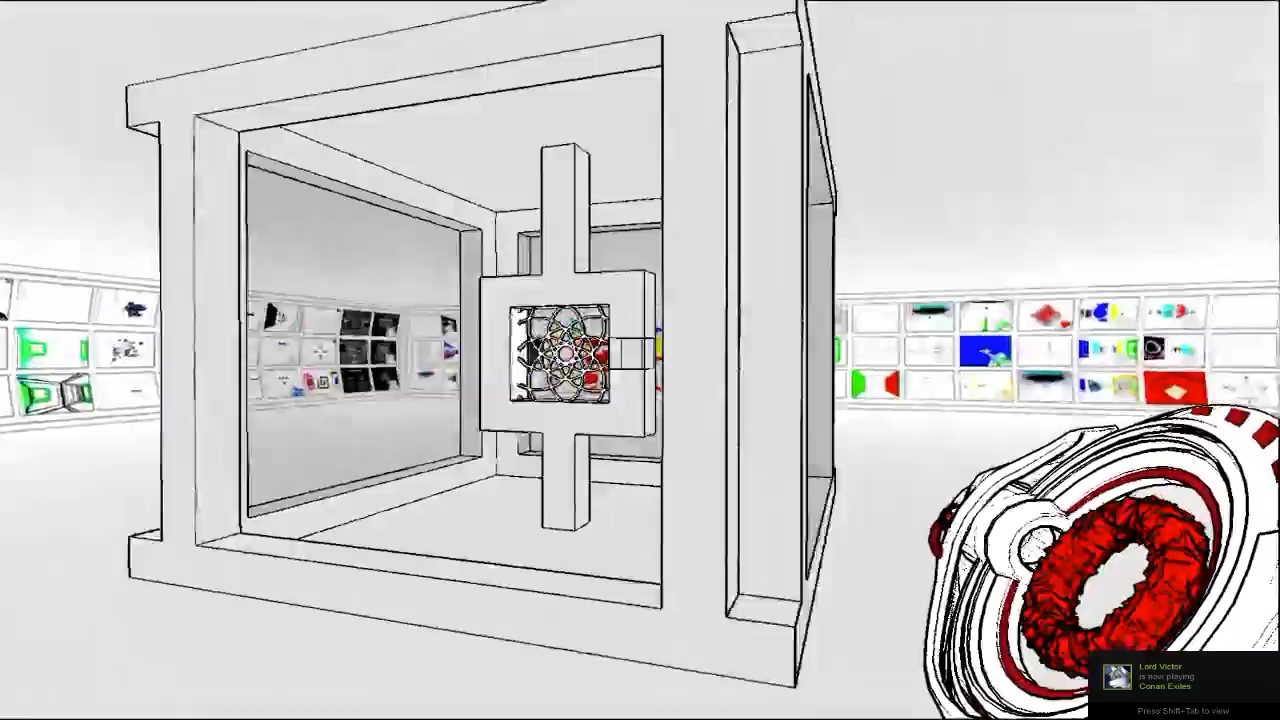 Lord Victor
is now playing
Conan Exiles
Press Shift+Tab to view